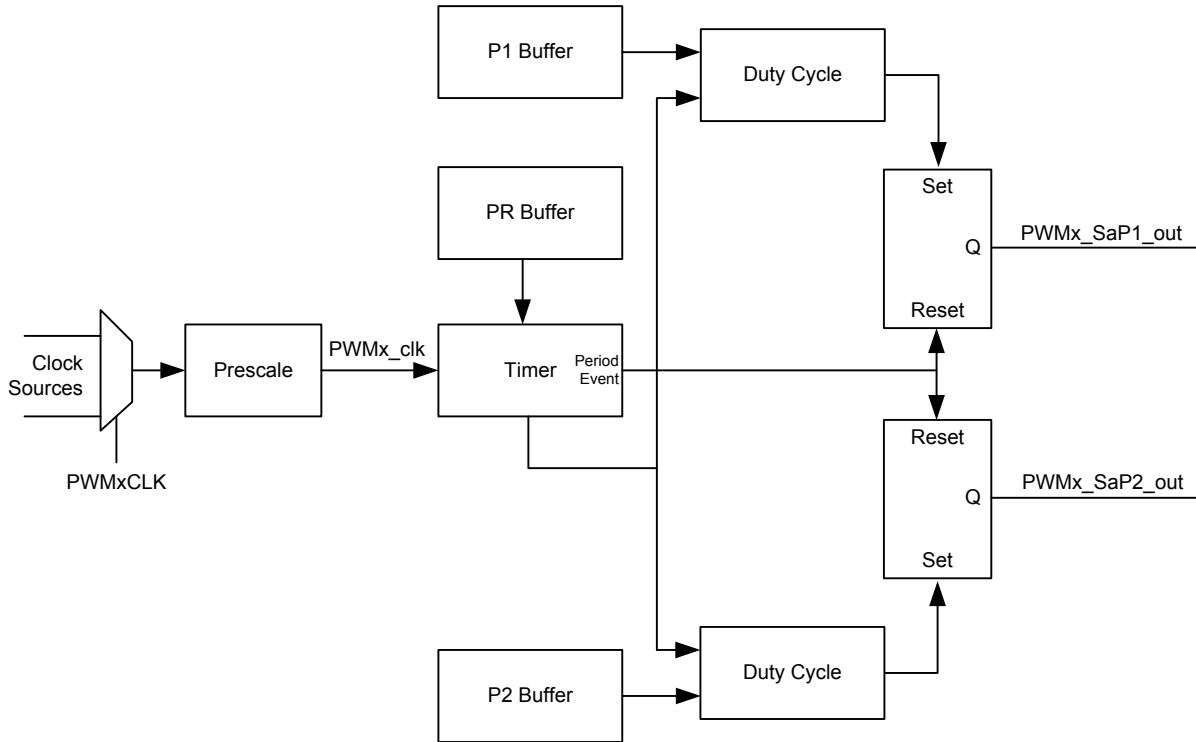 P1 Buffer
Duty Cycle
Set
Q
Reset
PWMx_SaP1_out
PR Buffer
Clock
Sources
PWMxCLK
Prescale
PWMx_clk
Timer
Period
Event
Reset
Q
Set
PWMx_SaP2_out
P2 Buffer
Duty Cycle